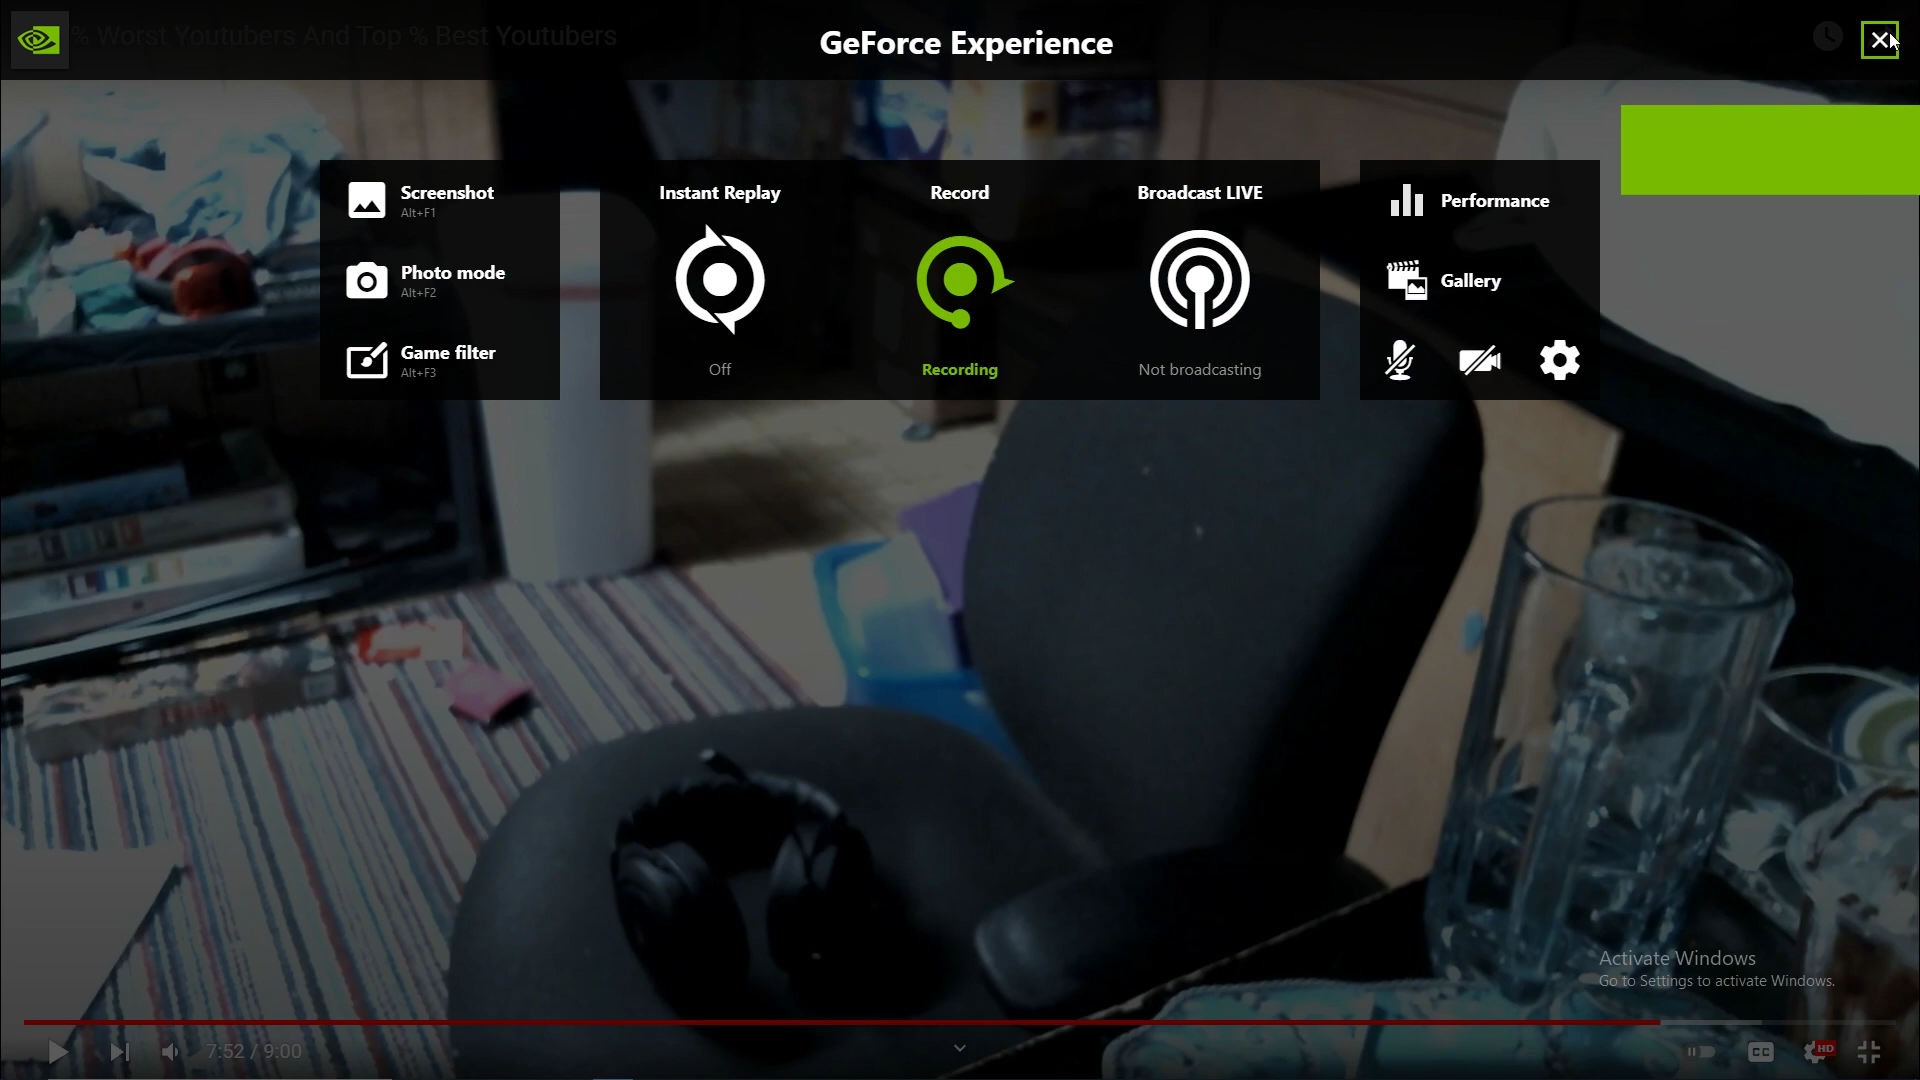 % Worst Youtubers And Top % Best Youtubers
GeForce Experience
Screenshot
Alt+F1
Photo mode
Alt+F2
Game filter
Alt+F3
Instant Replay
Off
Record
Recording
Broadcast LIVE
Not broadcasting
Performance
Gallery
Activate Windows
Go to Settings to activate Windows.
7:52 / 9:00
CC
HD